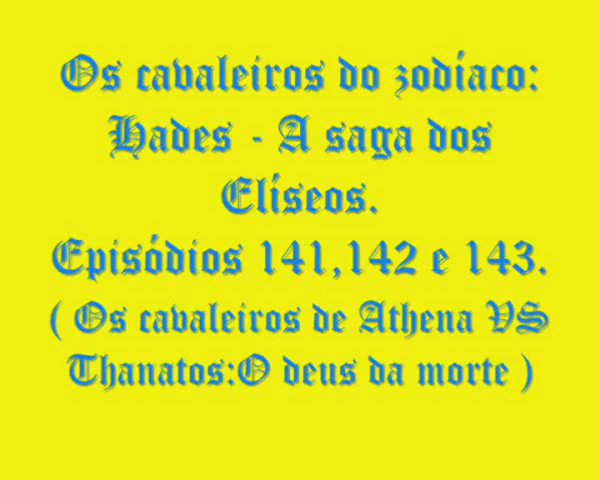 Os cavaleiros do zodíaco:
Hades - A saga dos
Elíseos.
Episódios 141,142 e 143.
( Os cavaleiros de Athena VS
Thanatos:O deus da morte )